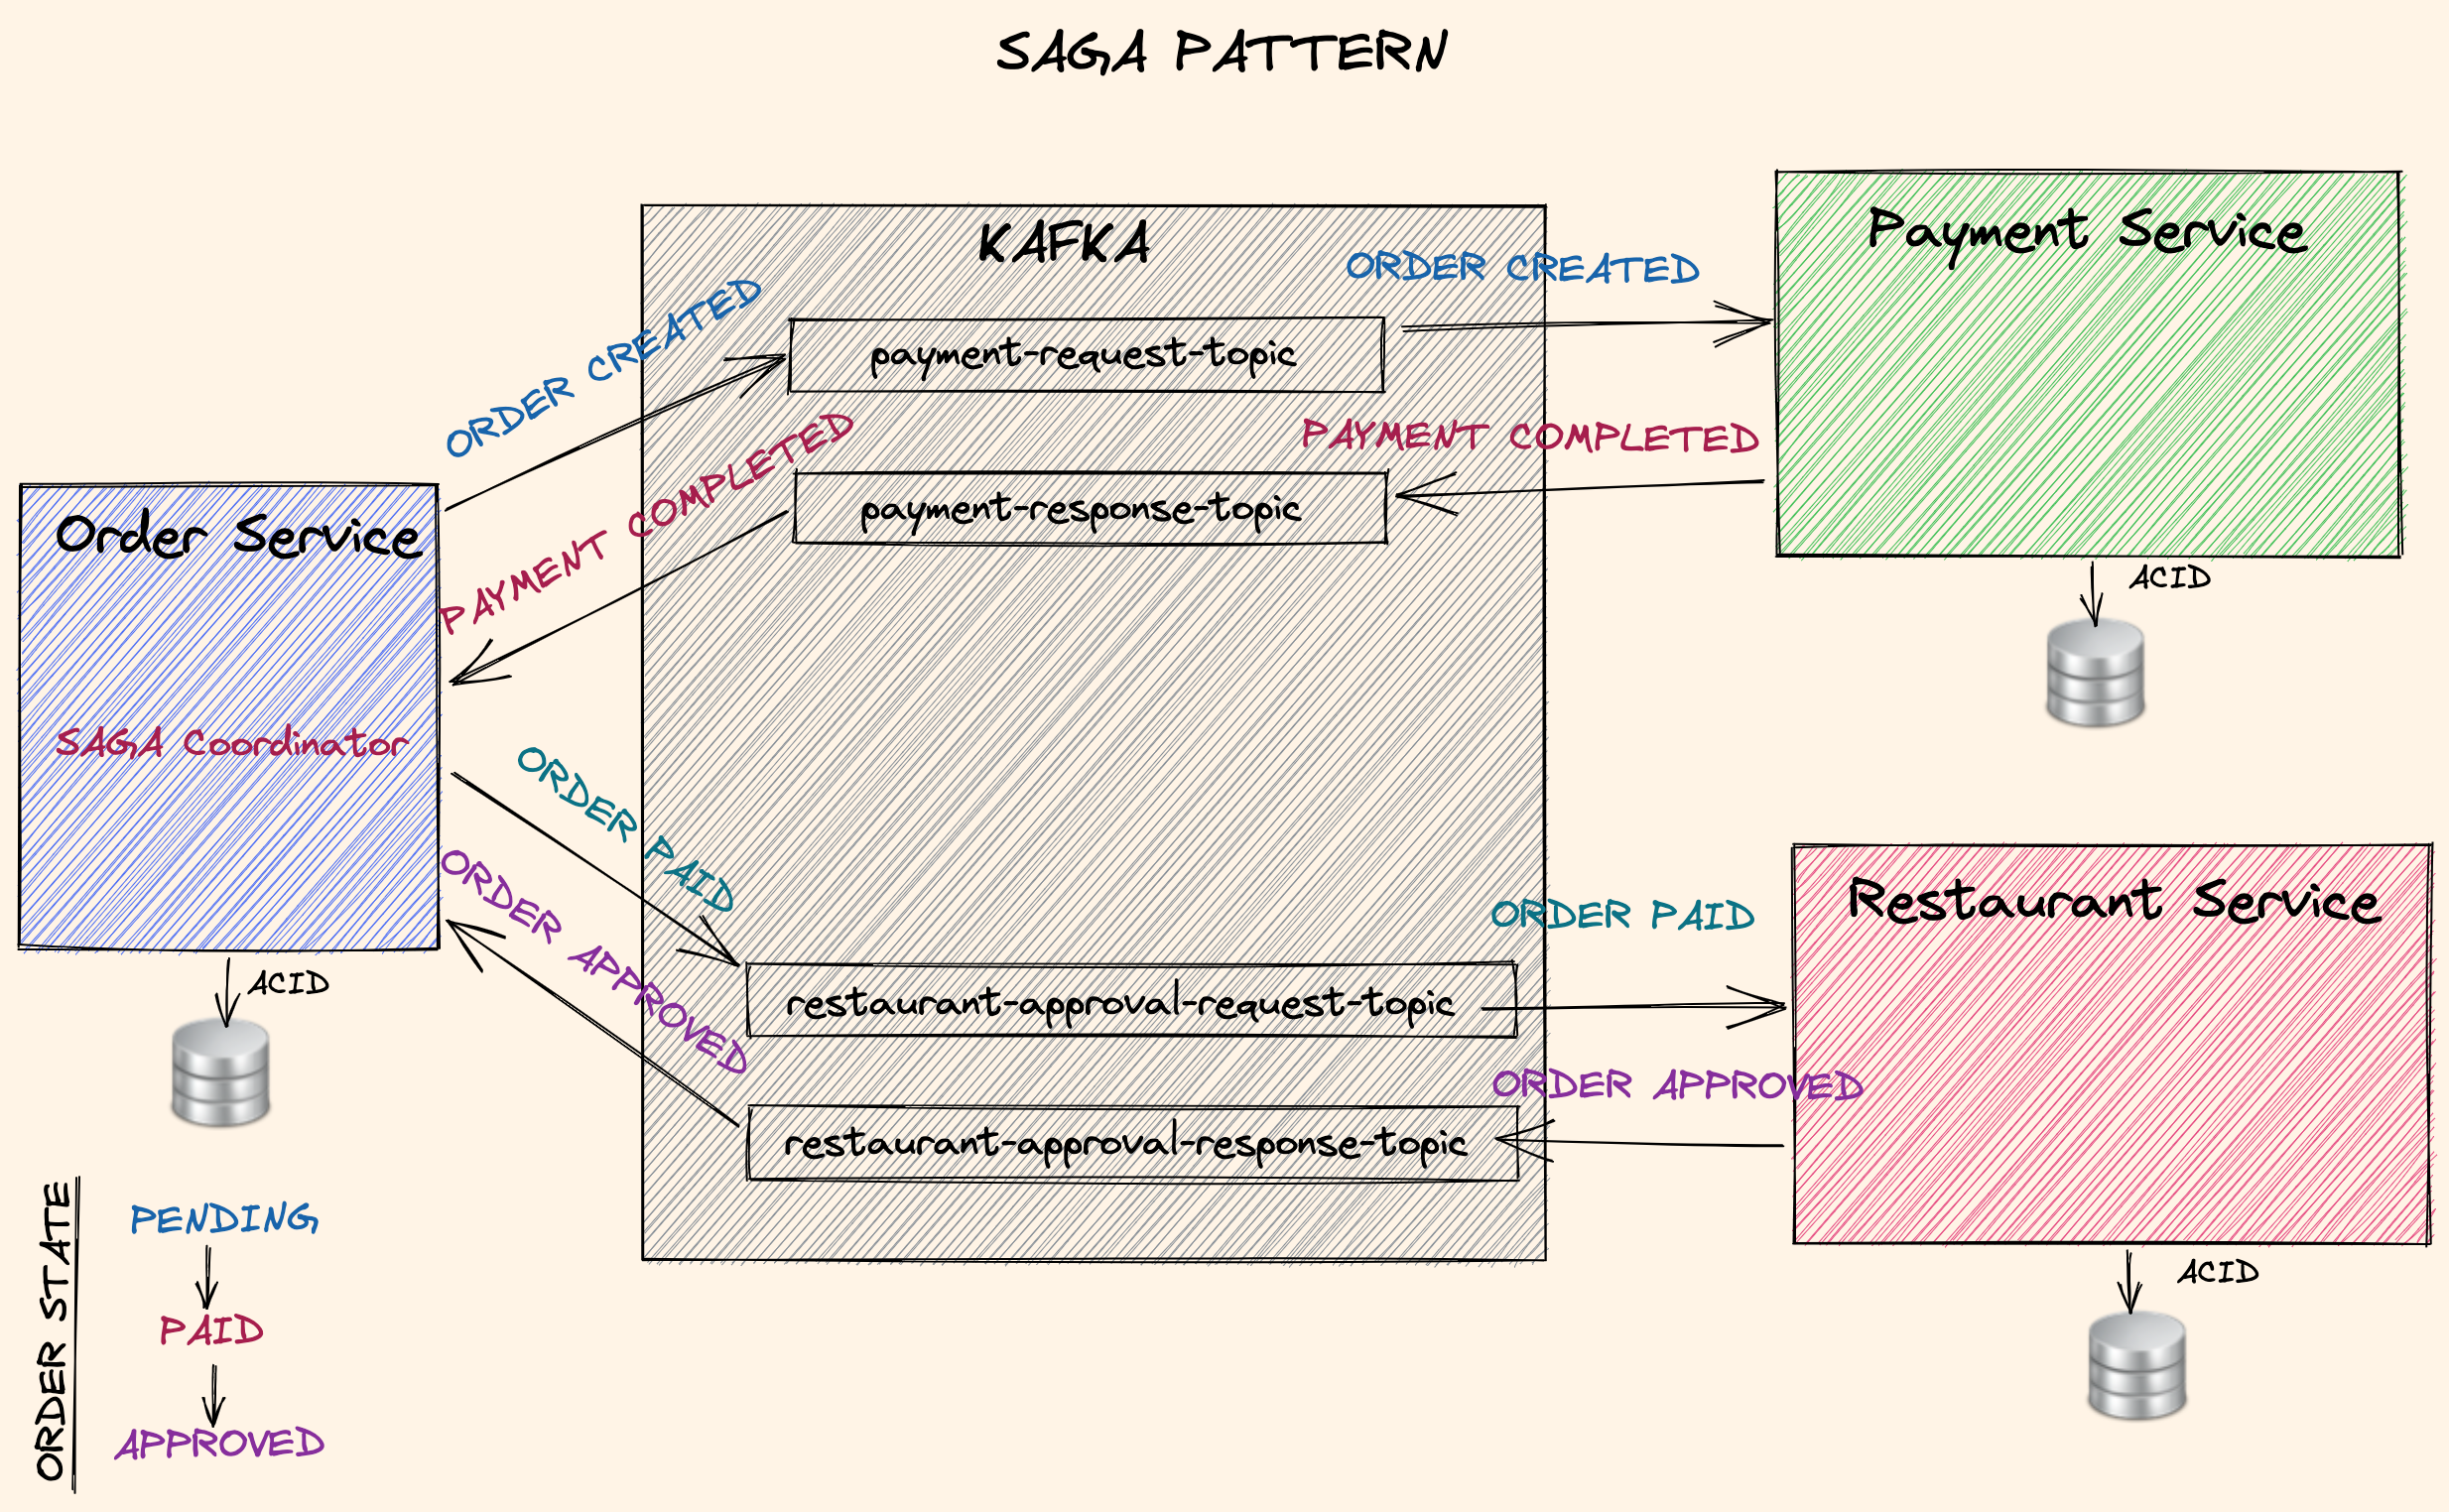 SAGA PATTERN
KAFKA
Payment Service
ORDER CREATED
ORDER CREATED
payment-request-topic
PAYMENT COMPLETED
PAYMENT COMPLETED
payment-response-topic
Order Service
SAGA Coordinator
ACID
ORDER PAID
ORDER PAID
Restaurant Service
ORDER APPROVED
restaurant-approval-request-topic
ACID
ORDER APPROVED
restaurant-approval-response-topic
ACID
ORDER STATE
PENDING
PAID
APPROVED